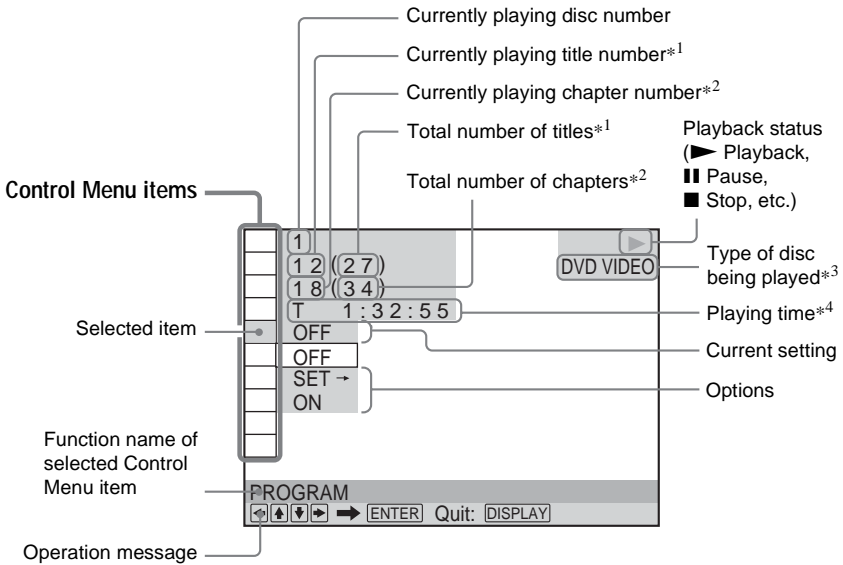 Currently playing disc number
Currently playing title number*1
Currently playing chapter number*2
Total number of titles*1
Total number of chapters*2
Playback status
(► Playback,
❚❚ Pause,
■ Stop, etc.)
Control Menu items
1
12(27)
18(34)
T 1:32:55
OFF
OFF
SET →
ON
DVD VIDEO
Type of disc
being played*3
Playing time*4
Current setting
Options
Selected item
Function name of
selected Control
Menu item
PROGRAM
← ↑ ↓ → ➡ ENTER Quit: DISPLAY
Operation message